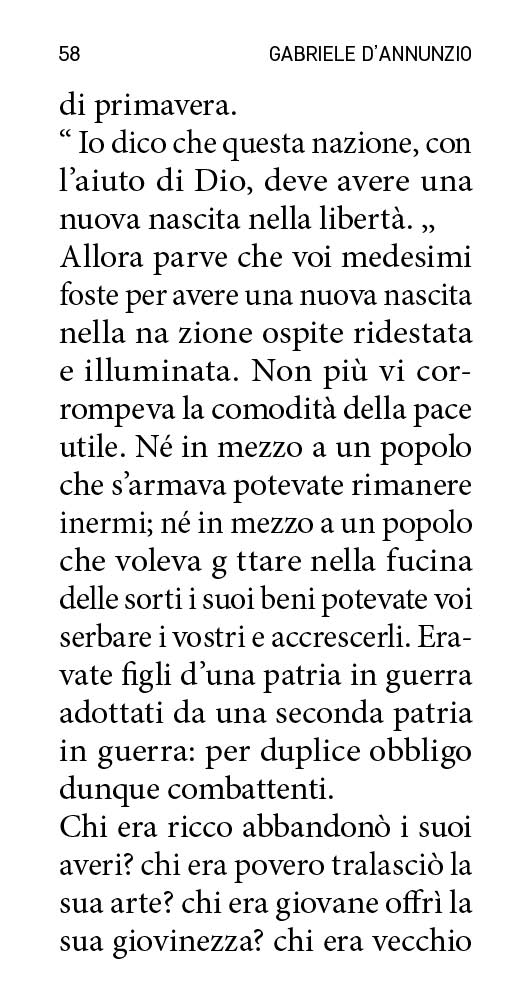 58
GABRIELE D’ANNUNZIO
di primavera.
“ Io dico che questa nazione, con
l’aiuto di Dio, deve avere una
nuova nascita nella libertà. „
Allora parve che voi medesimi
foste per avere una nuova nascita
nella na zione ospite ridestata
e illuminata. Non più vi cor-
rompeva la comodità della pace
utile. Né in mezzo a un popolo
che s’armava potevate rimanere
inermi; né in mezzo a un popolo
che voleva g ttare nella fucina
delle sorti i suoi beni potevate voi
serbare i vostri e accrescerli. Era-
vate figli d’una patria in guerra
adottati da una seconda patria
in guerra: per duplice obbligo
dunque combattenti.
Chi era ricco abbandonò i suoi
averi? chi era povero tralasciò la
sua arte? chi era giovane offrì la
sua giovinezza? chi era vecchio